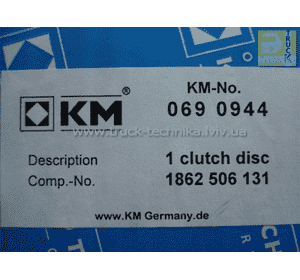 KM-No.
KM®
069 0944
www.truck-technika.lviv.ua
Description 1 clutch disc
Comp.-No. 1862 506 131
www.KM Germany.de